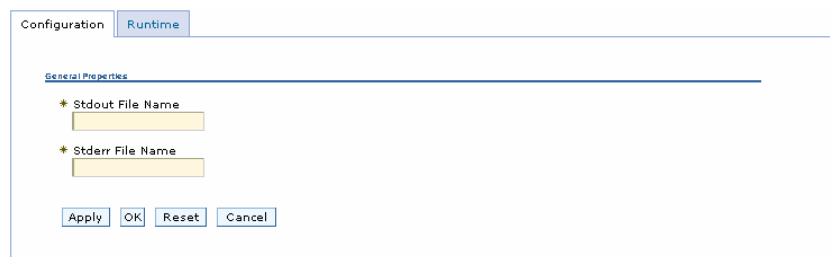 Configuration Runtime
General Properties
* Stdout File Name
* Stderr File Name
Apply OK Reset Cancel